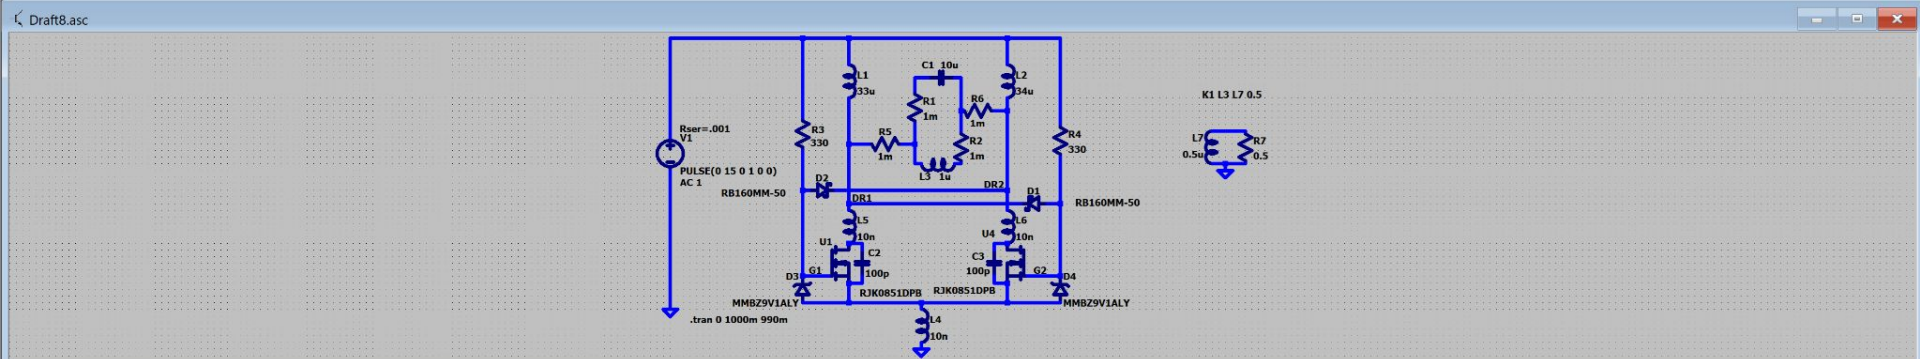 Draft8.asc
C1 10u
L1
33u
L2
34u
K1 L3 L7 0.5
R1
1m
R6
1m
Rser=.001
V1
R3
330
R5
1m
R2
1m
R4
330
L7
0.5u
R7
0.5
PULSE(0 15 0 1 0 0)
AC 1
L3 1u
D2
RB160MM-50
DR2
D1
RB160MM-50
DR1
L5
10n
L6
10n
U1
U4
C2
100p
C3
100p
D3
G1
G2
D4
RJK0851DPB
RJK0851DPB
MMBZ9V1ALY
MMBZ9V1ALY
.tran 0 1000m 990m
L4
10n